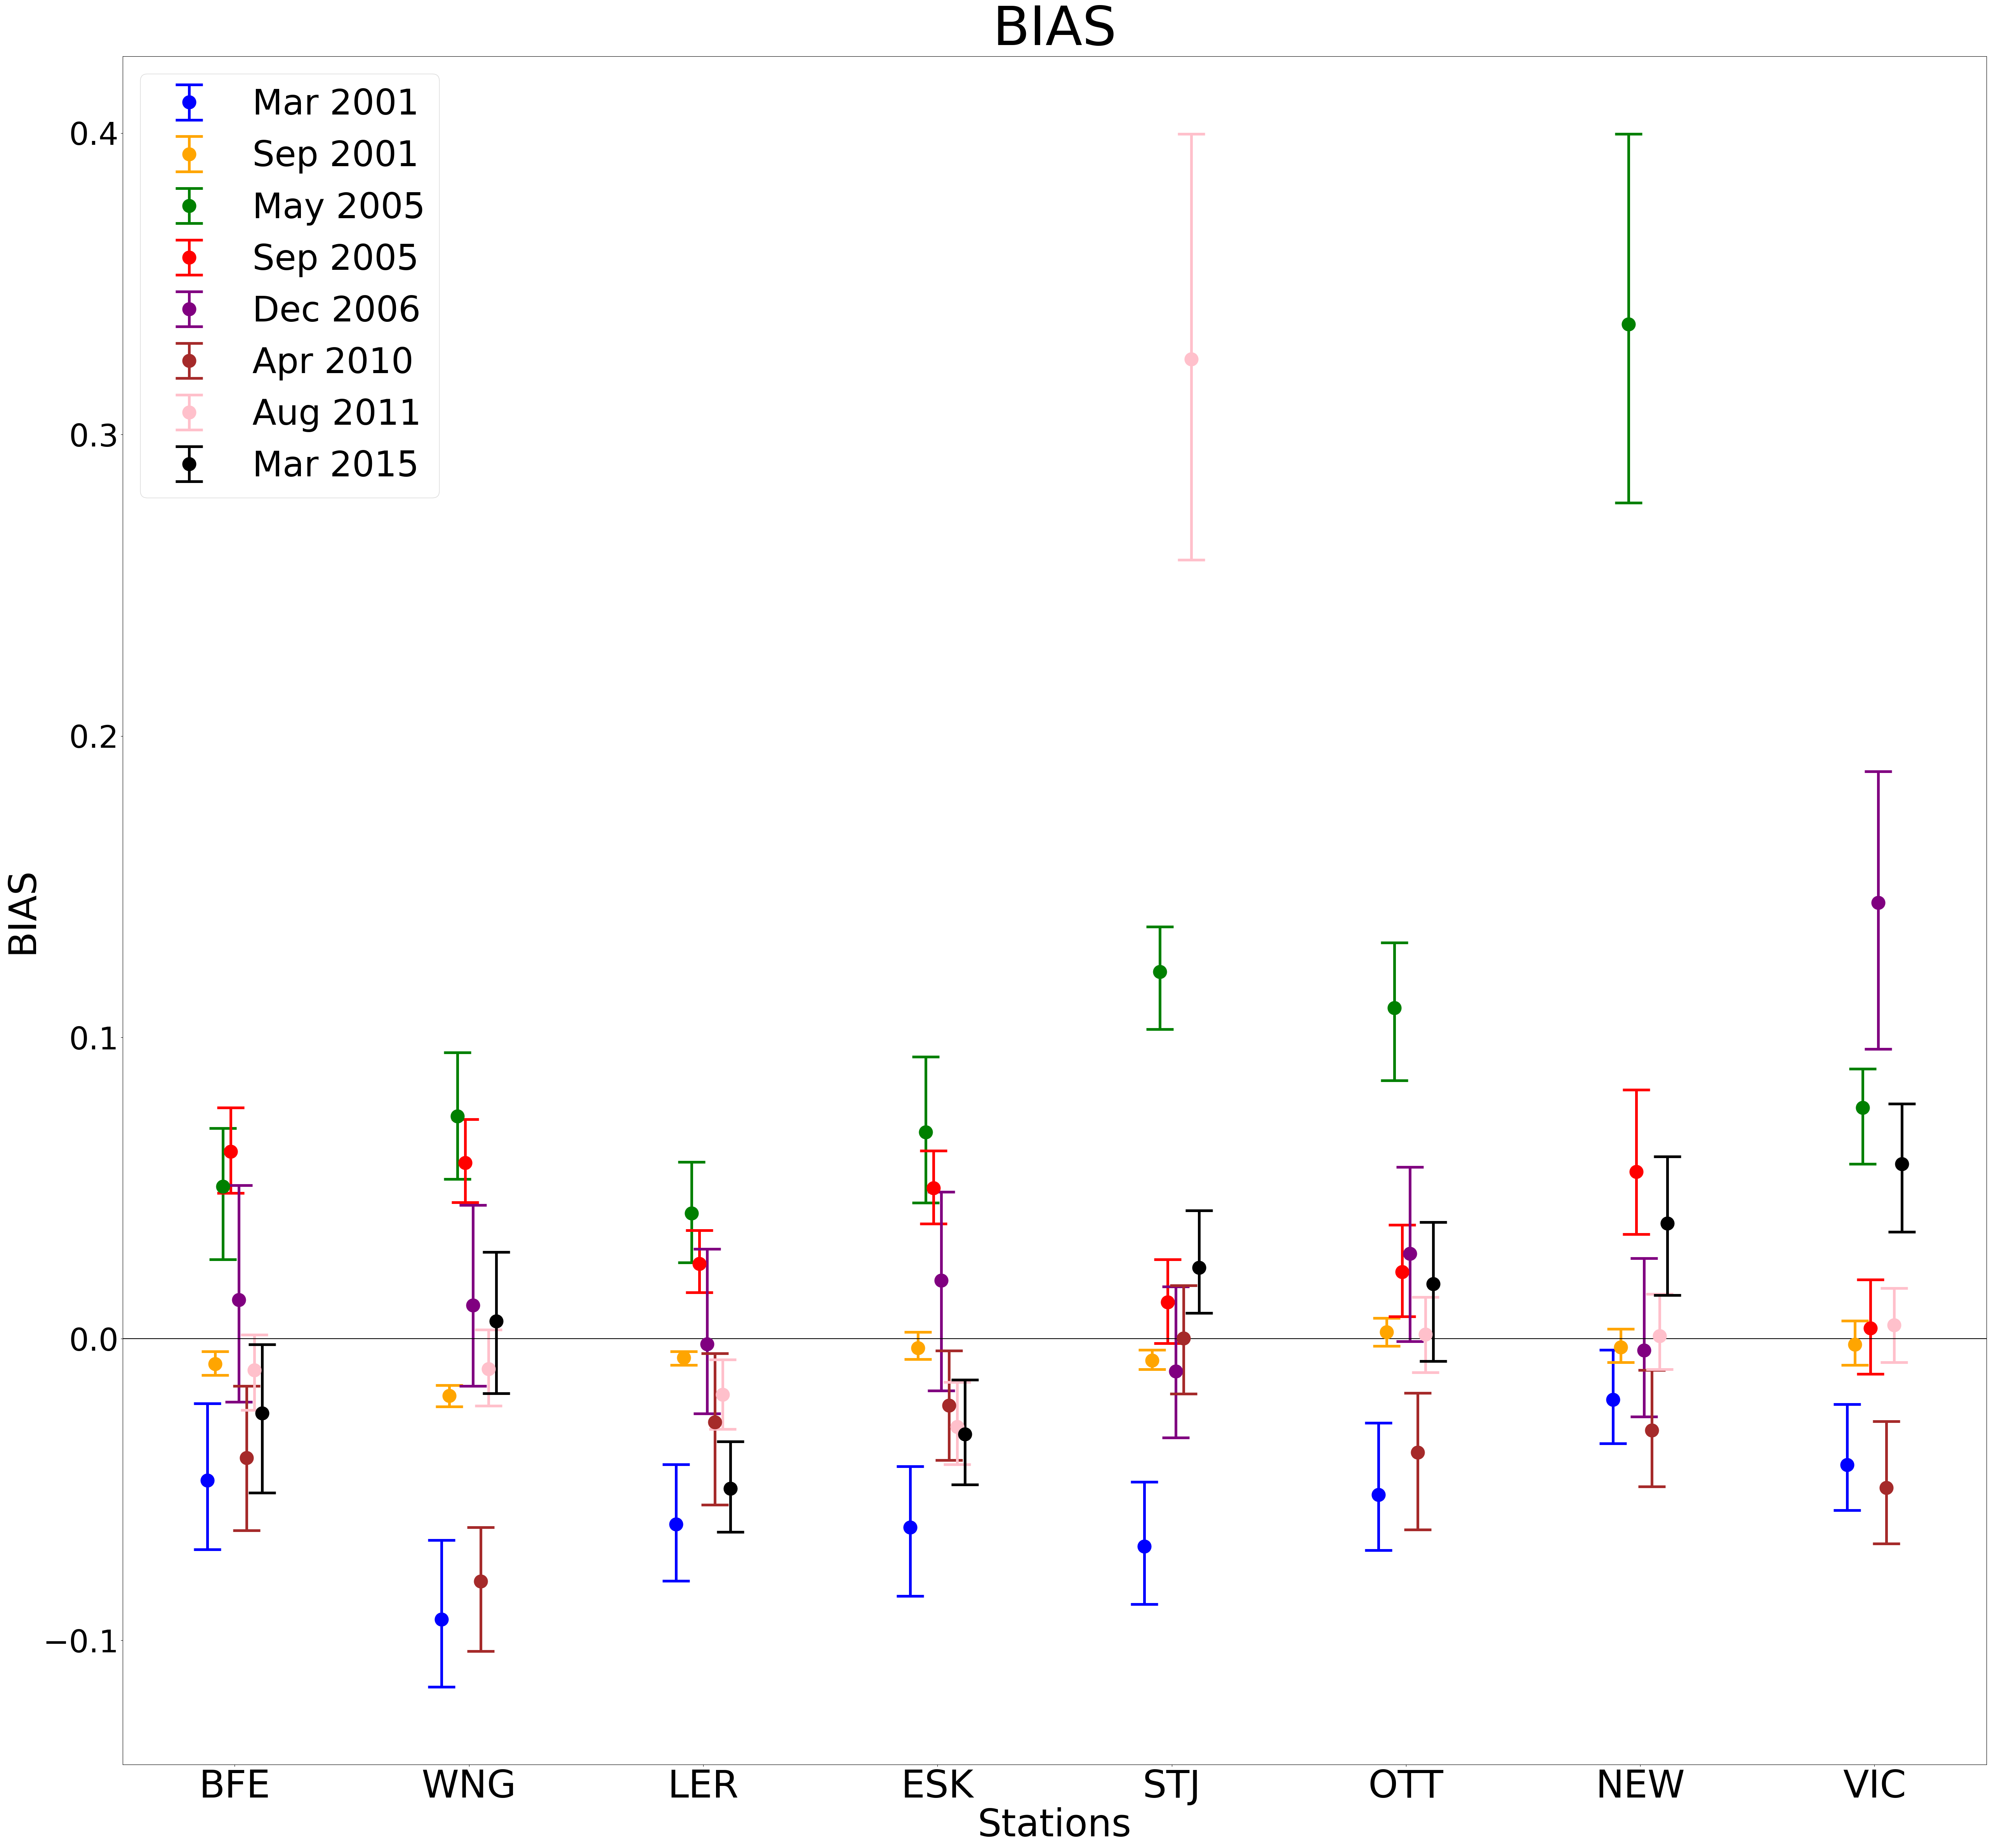 BIAS
Mar 2001
Sep 2001
May 2005
Sep 2005
Dec 2006
Apr 2010
Aug 2011
Mar 2015
0.4
0.3
0.2
0.1
0.0
−0.1
BIAS
BFE WNG LER ESK STJ OTT NEW VIC
Stations